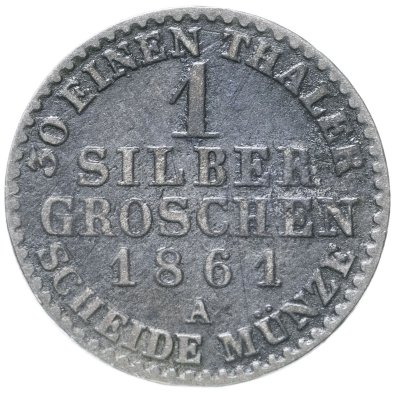 30 EINEN THALER
1
SILBER
GROSCHEN
1861
A
SCHEIDE MÜNZE